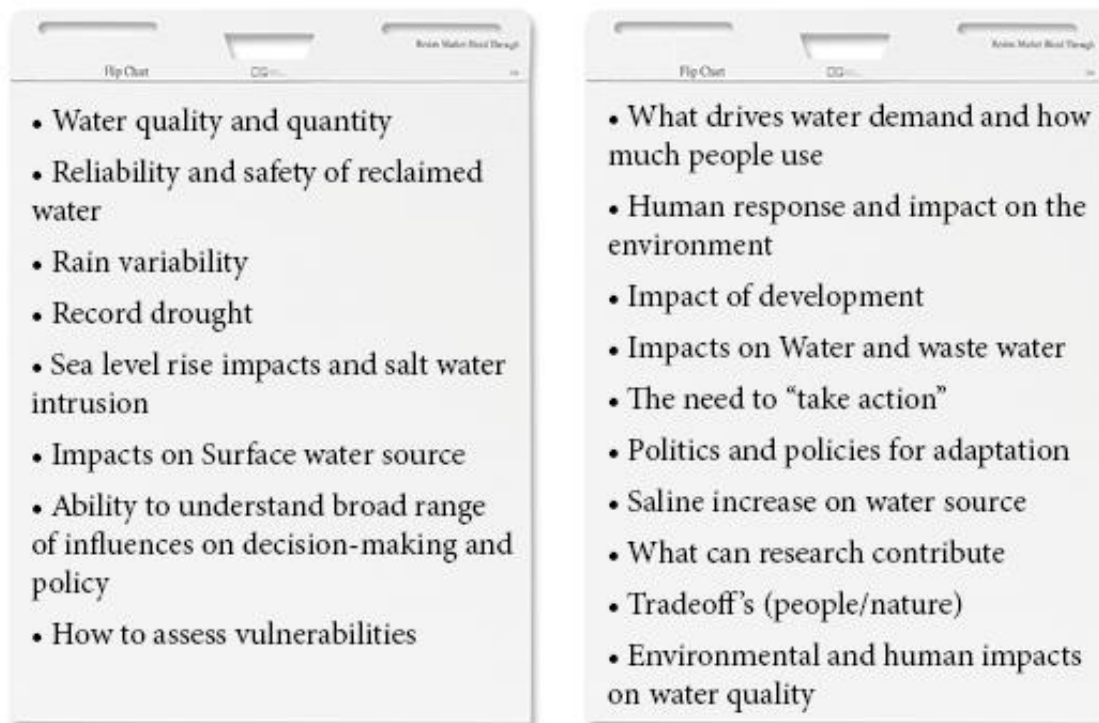 Flip Chart
• Water quality and quantity
• Reliability and safety of reclaimed
water
• Rain variability
• Record drought
• Sea level rise impacts and salt water
intrusion
• Impacts on Surface water source
• Ability to understand broad range
of influences on decision-making and
policy
• How to assess vulnerabilities
Flip Chart
• What drives water demand and how
much people use
• Human response and impact on the
environment
• Impact of development
• Impacts on Water and waste water
• The need to “take action”
• Politics and policies for adaptation
• Saline increase on water source
• What can research contribute
• Tradeoff’s (people/nature)
• Environmental and human impacts
on water quality